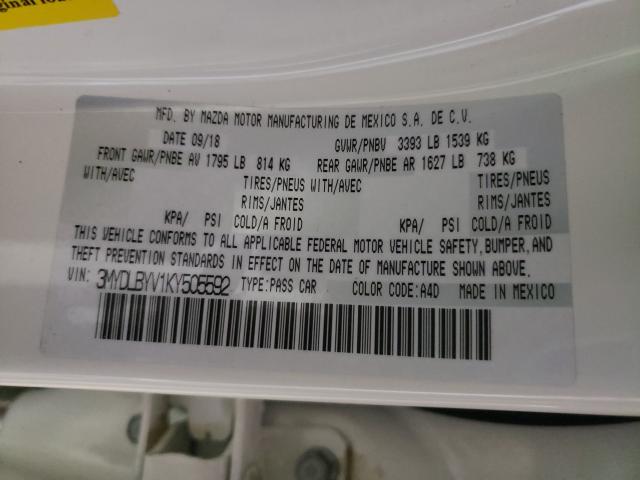 MFD. BY MAZDA MOTOR MANUFACTURING DE MEXICO S.A. DE C.V.
DATE 09/18 GVWR/PNBV 3393 LB 1539 KG
FRONT GAWR/PNBE AV 1795 LB 814 KG REAR GAWR/PNBE AR 1627 LB 738 KG
WITH/AVEC TIRES/PNEUS WITH/AVEC TIRES/PNEUS
RIMS/JANTES RIMS/JANTES
KPA/ PSI COLD/A FROID KPA/ PSI COLD/A FROID
THIS VEHICLE CONFORMS TO ALL APPLICABLE FEDERAL MOTOR VEHICLE SAFETY, BUMPER, AND
THEFT PREVENTION STANDARDS IN EFFECT ON THE DATE OF MANUFACTURE SHOWN ABOVE.
VIN: 3MYDLBYV1KY505592 TYPE:PASS CAR COLOR CODE:A4D MADE IN MEXICO